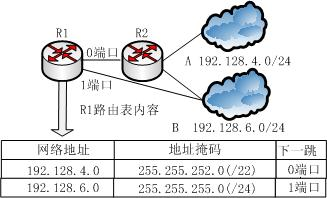 R1
R2
0端口
A 192.128.4.0/24
1端口
R1路由表内容
B 192.128.6.0/24
网络地址 地址掩码 下一跳
192.128.4.0 255.255.252.0(/22) 0端口
192.128.6.0 255.255.255.0(/24) 1端口